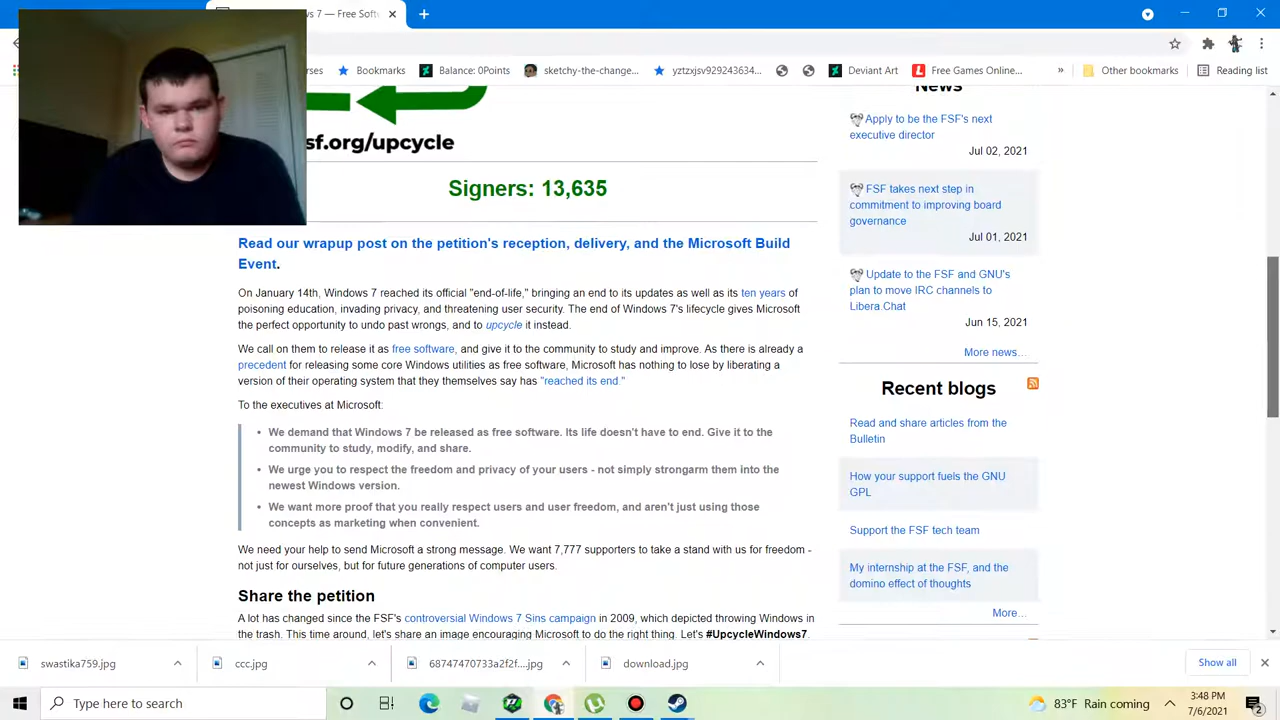 s 7 — Free Softw
rses
Bookmarks
Balance: 0Points
sketchy-the-change...
yztzxjsv929243634...
Deviant Art
Free Games Online...
»
Other bookmarks
Reading list
sf.org/upcycle
Signers: 13,635
Read our wrapup post on the petition's reception, delivery, and the Microsoft Build
Event.
On January 14th, Windows 7 reached its official "end-of-life," bringing an end to its updates as well as its ten years of
poisoning education, invading privacy, and threatening user security. The end of Windows 7's lifecycle gives Microsoft
the perfect opportunity to undo past wrongs, and to upcycle it instead.
We call on them to release it as free software, and give it to the community to study and improve. As there is already a
precedent for releasing some core Windows utilities as free software, Microsoft has nothing to lose by liberating a
version of their operating system that they themselves say has "reached its end."
To the executives at Microsoft:
• We demand that Windows 7 be released as free software. Its life doesn't have to end. Give it to the
community to study, modify, and share.
• We urge you to respect the freedom and privacy of your users - not simply strongarm them into the
newest Windows version.
• We want more proof that you really respect users and user freedom, and aren't just using those
concepts as marketing when convenient.
We need your help to send Microsoft a strong message. We want 7,777 supporters to take a stand with us for freedom -
not just for ourselves, but for future generations of computer users.
Share the petition
A lot has changed since the FSF's controversial Windows 7 Sins campaign in 2009, which depicted throwing Windows in
the trash. This time around, let's share an image encouraging Microsoft to do the right thing. Let's #UpcycleWindows7.
News
Apply to be the FSF's next
executive director
Jul 02, 2021
FSF takes next step in
commitment to improving board
governance
Jul 01, 2021
Update to the FSF and GNU's
plan to move IRC channels to
Libera.Chat
Jun 15, 2021
More news…
Recent blogs
Read and share articles from the
Bulletin
How your support fuels the GNU
GPL
Support the FSF tech team
My internship at the FSF, and the
domino effect of thoughts
More…
swastika759.jpg
ccc.jpg
68747470733a2f2f....jpg
download.jpg
Show all
Type here to search
83°F Rain coming
3:48 PM
7/6/2021
2